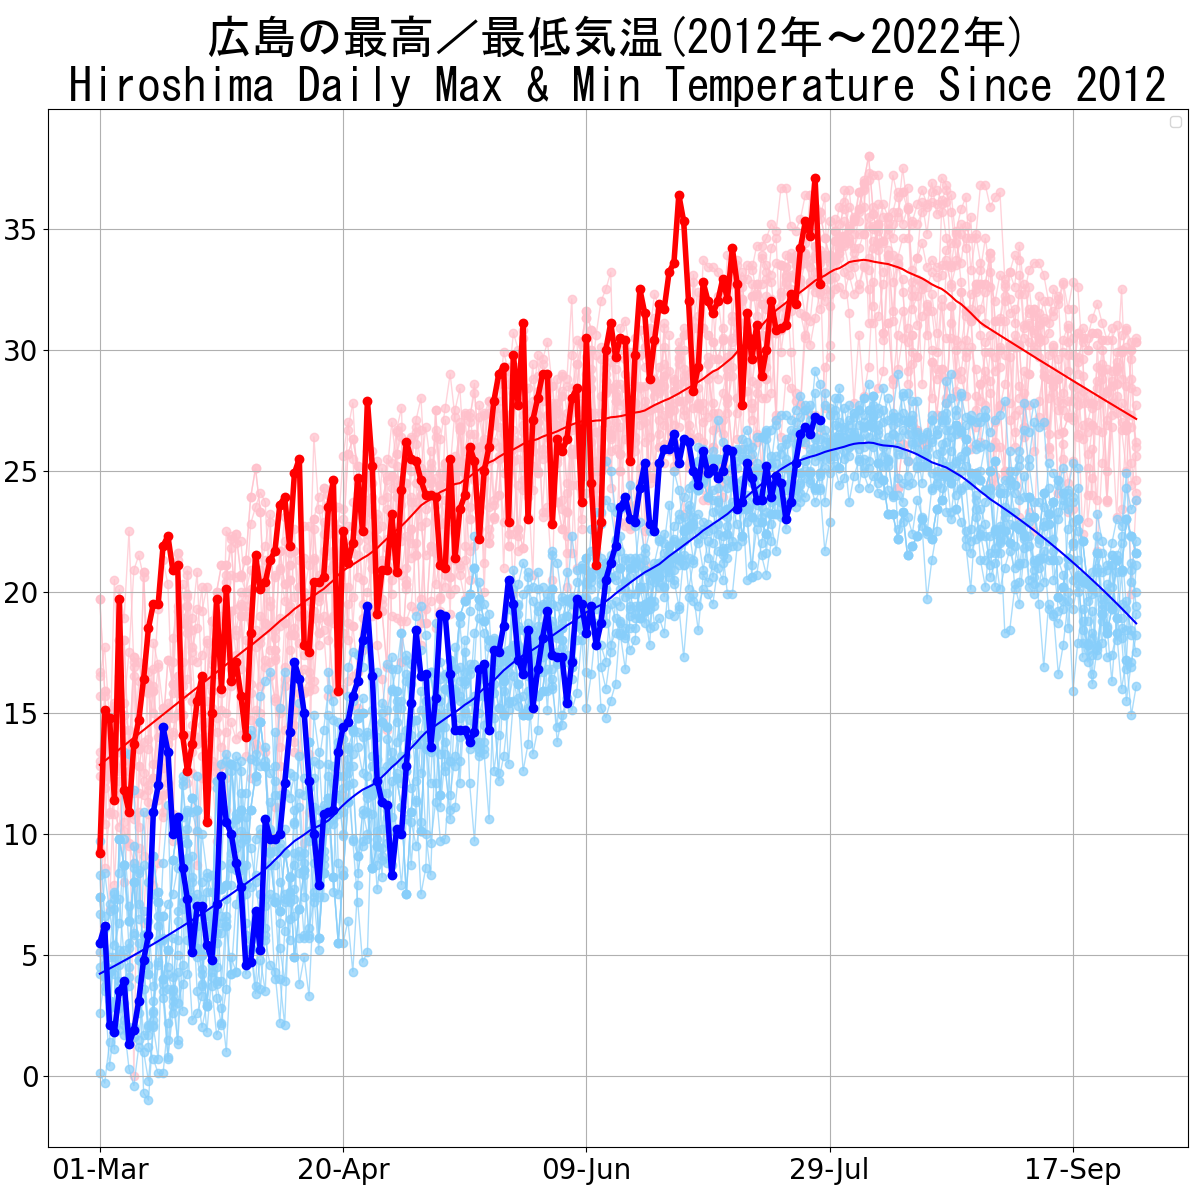 広島の最高／最低気温(2012年～2022年)
Hiroshima Daily Max & Min Temperature Since 2012
35
30
25
20
15
10
5
0
01-Mar 20-Apr 09-Jun 29-Jul 17-Sep